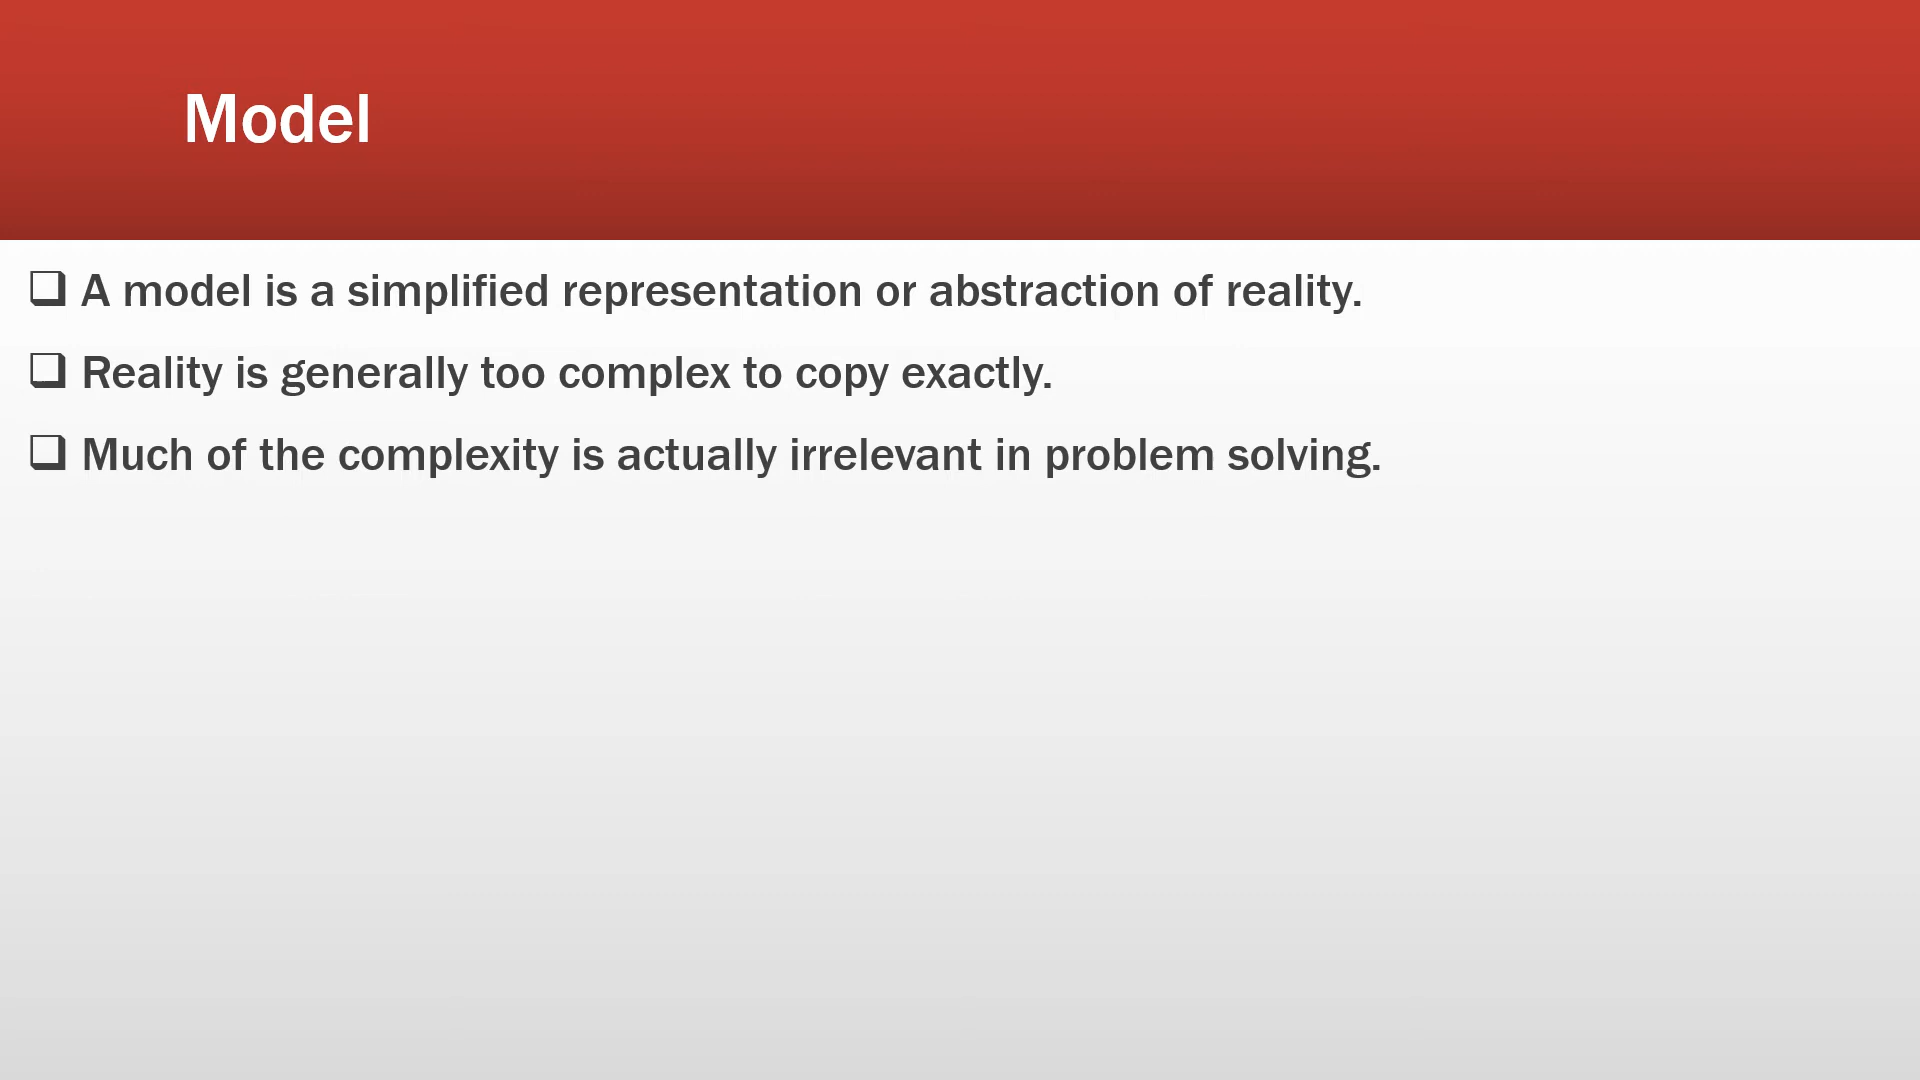 Model
❑ A model is a simplified representation or abstraction of reality.
❑ Reality is generally too complex to copy exactly.
❑ Much of the complexity is actually irrelevant in problem solving.